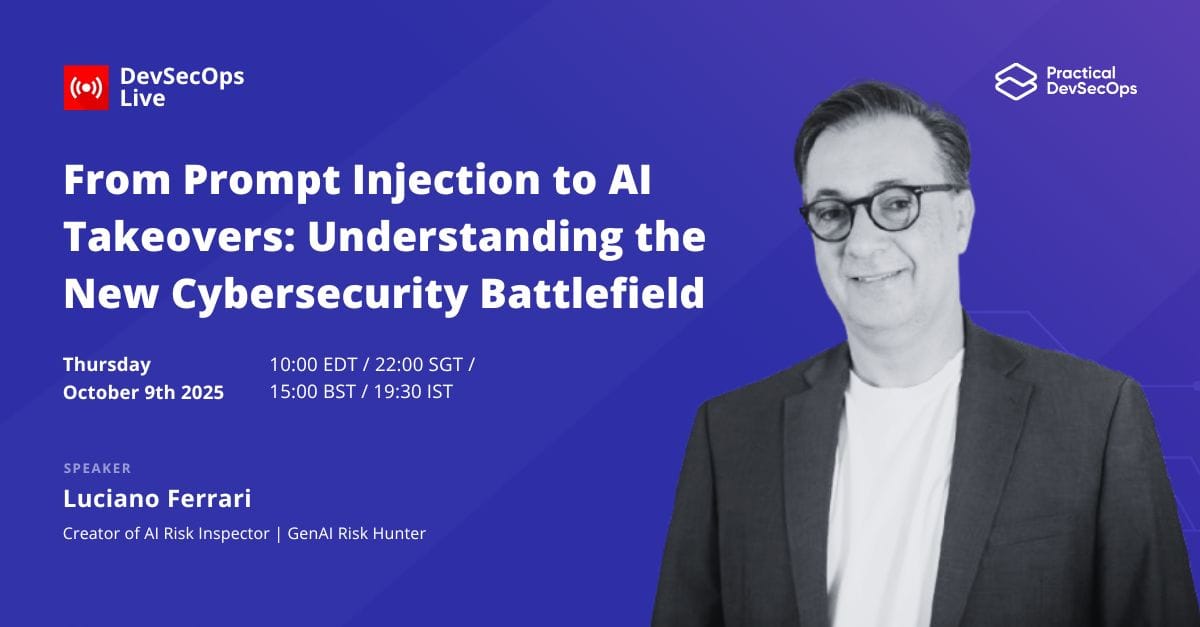 DevSecOps
Live
Practical
DevSecOps
From Prompt Injection to AI
Takeovers: Understanding the
New Cybersecurity Battlefield
Thursday
October 9th 2025
10:00 EDT / 22:00 SGT /
15:00 BST / 19:30 IST
SPEAKER
Luciano Ferrari
Creator of AI Risk Inspector | GenAI Risk Hunter